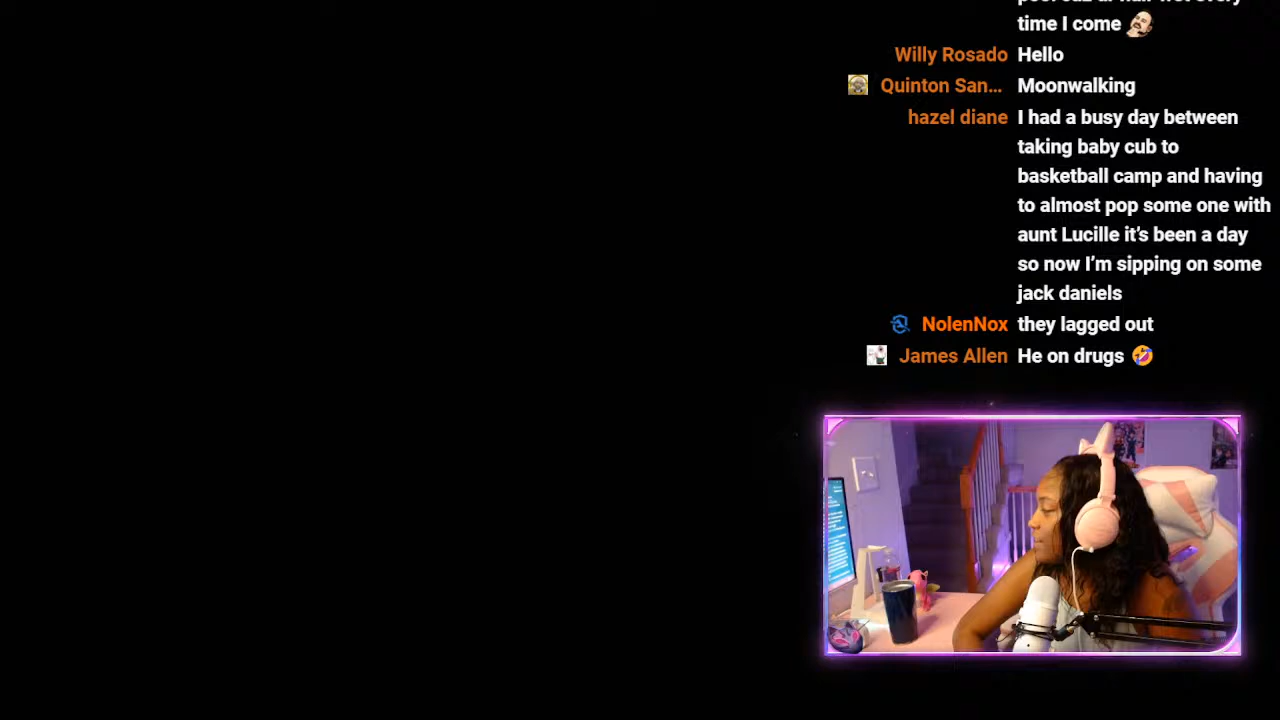 time I come
Willy Rosado Hello
Quinton San... Moonwalking
hazel diane I had a busy day between
taking baby cub to
basketball camp and having
to almost pop some one with
aunt Lucille it's been a day
so now I'm sipping on some
jack daniels
NolenNox they lagged out
James Allen He on drugs 🤣